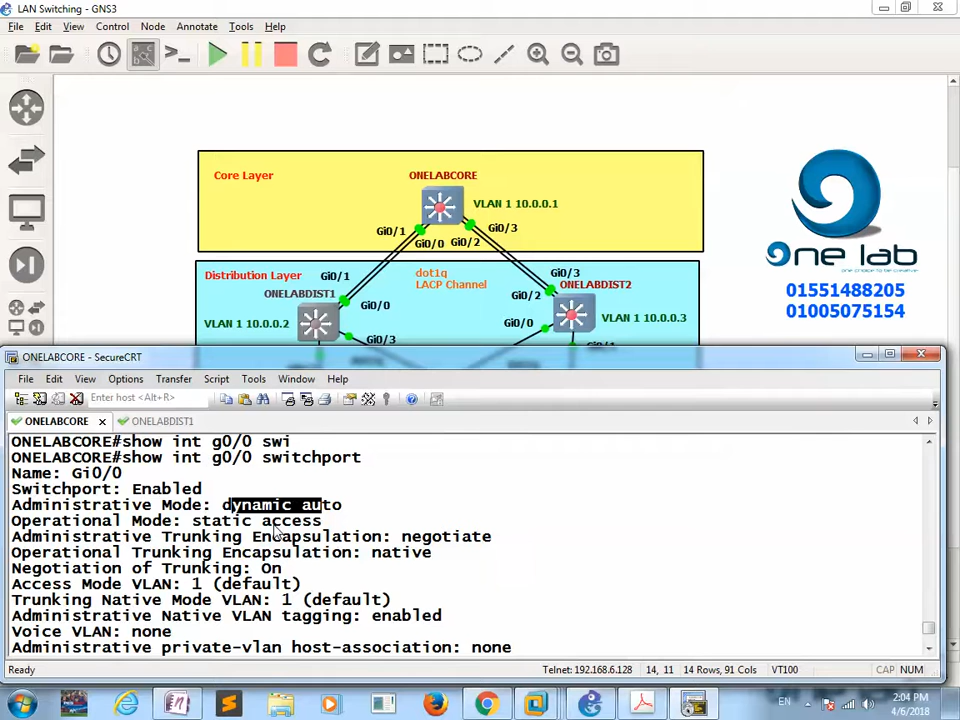 LAN Switching - GNS3
File Edit View Control Node Annotate Tools Help
Core Layer
ONELABCORE
VLAN 1 10.0.0.1
Gi0/1
Gi0/3
Gi0/0 Gi0/2
one lab
01551488205
01005075154
Distribution Layer
Gi0/1
dot1q
LACP Channel
Gi0/3
ONELABDIST1
ONELABDIST2
Gi0/0
Gi0/2
VLAN 1 10.0.0.2
Gi0/3
Gi0/0
VLAN 1 10.0.0.3
ONELABCORE - SecureCRT
File Edit View Options Transfer Script Tools Window Help
Enter host <Alt+R>
ONELABCORE
ONELABDIST1
ONELABCORE#show int g0/0 swi
ONELABCORE#show int g0/0 switchport
Name: Gi0/0
Switchport: Enabled
Administrative Mode: dynamic auto
Operational Mode: static access
Administrative Trunking Encapsulation: negotiate
Operational Trunking Encapsulation: native
Negotiation of Trunking: On
Access Mode VLAN: 1 (default)
Trunking Native Mode VLAN: 1 (default)
Administrative Native VLAN tagging: enabled
Voice VLAN: none
Administrative private-vlan host-association: none
Ready
Telnet: 192.168.6.128 14, 11 14 Rows, 91 Cols VT100 CAP NUM
EN
2:04 PM
4/6/2018